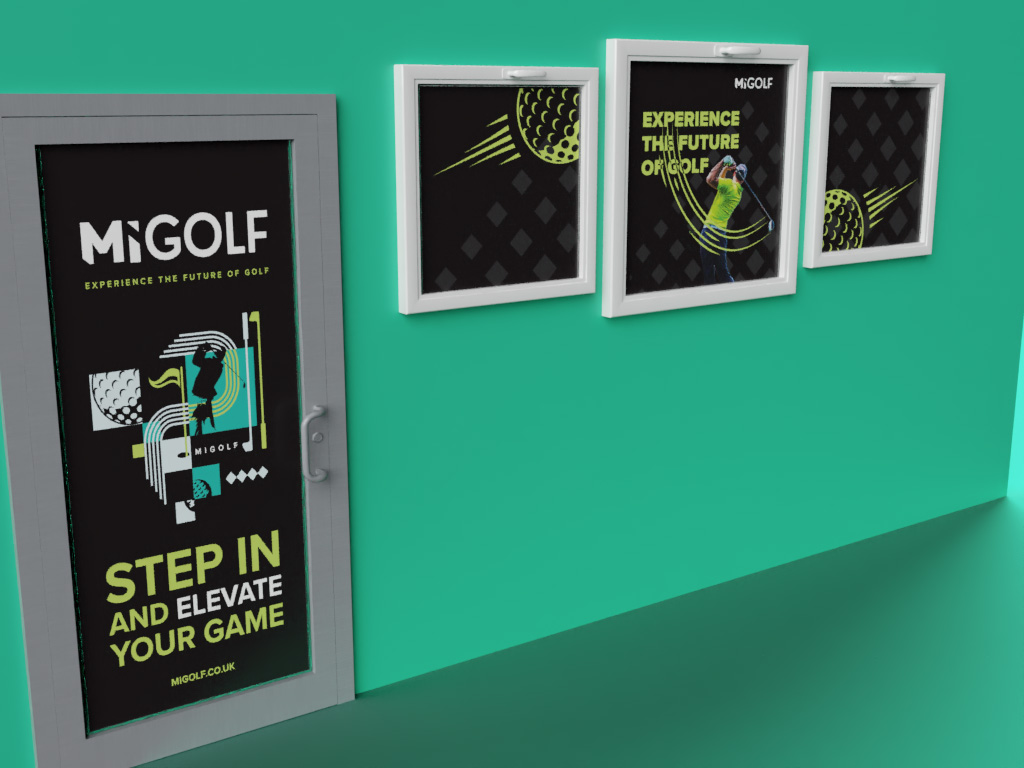 MiGOLF
EXPERIENCE THE FUTURE OF GOLF
MIGOLF
STEP IN
AND ELEVATE
YOUR GAME
MIGOLF.CO.UK
MiGOLF
EXPERIENCE
THE FUTURE
OF GOLF